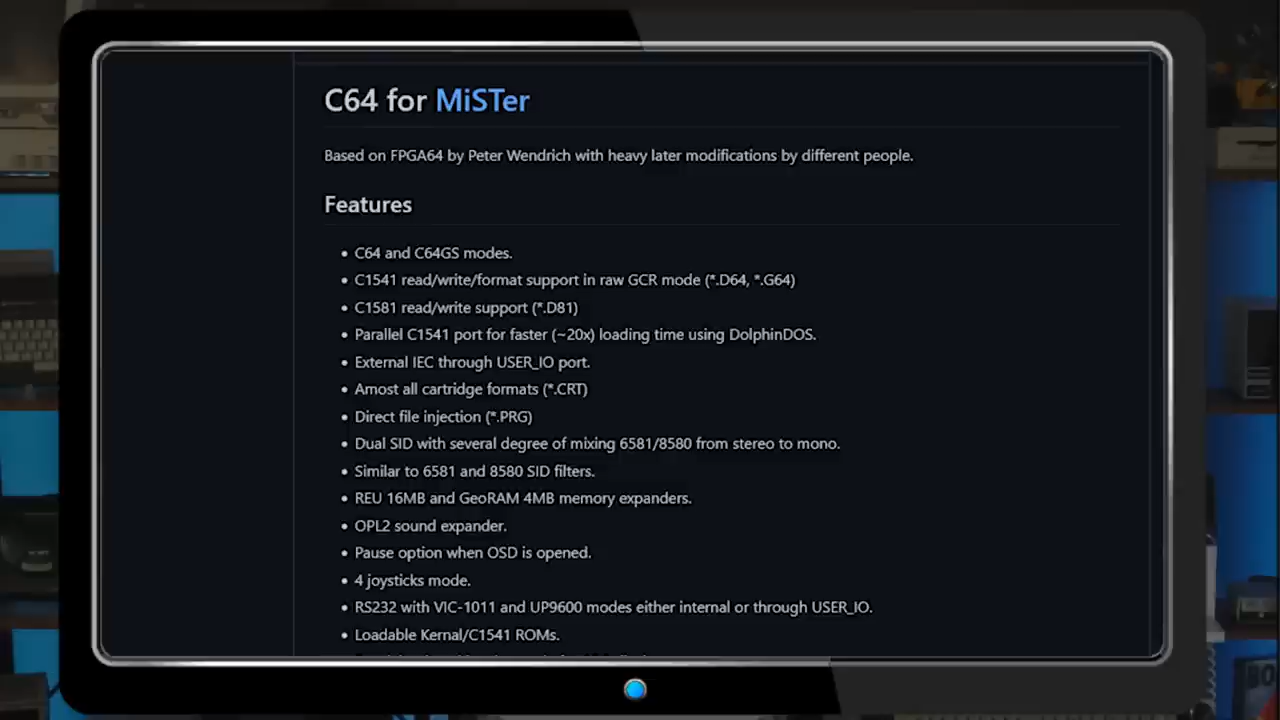 C64 for MiSTer
Based on FPGA64 by Peter Wendrich with heavy later modifications by different people.
Features
• C64 and C64GS modes.
• C1541 read/write/format support in raw GCR mode (*.D64, *.G64)
• C1581 read/write support (*.D81)
• Parallel C1541 port for faster (~20x) loading time using DolphinDOS.
• External IEC through USER_IO port.
• Amost all cartridge formats (*.CRT)
• Direct file injection (*.PRG)
• Dual SID with several degree of mixing 6581/8580 from stereo to mono.
• Similar to 6581 and 8580 SID filters.
• REU 16MB and GeoRAM 4MB memory expanders.
• OPL2 sound expander.
• Pause option when OSD is opened.
• 4 joysticks mode.
• RS232 with VIC-1011 and UP9600 modes either internal or through USER_IO.
• Loadable Kernal/C1541 ROMs.